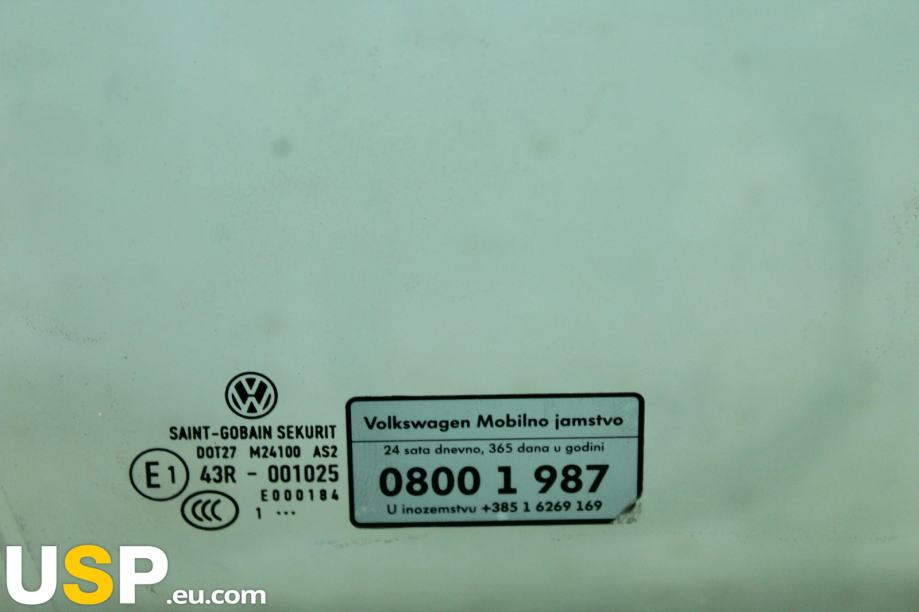 SAINT-GOBAIN SEKURIT
DOT27 M24100 AS2
E1 43R - 001025
E000184
CCC 1 ...
Volkswagen Mobilno jamstvo
24 sata dnevno, 365 dana u godini
0800 1 987
U inozemstvu +385 1 6269 169
USP.eu.com